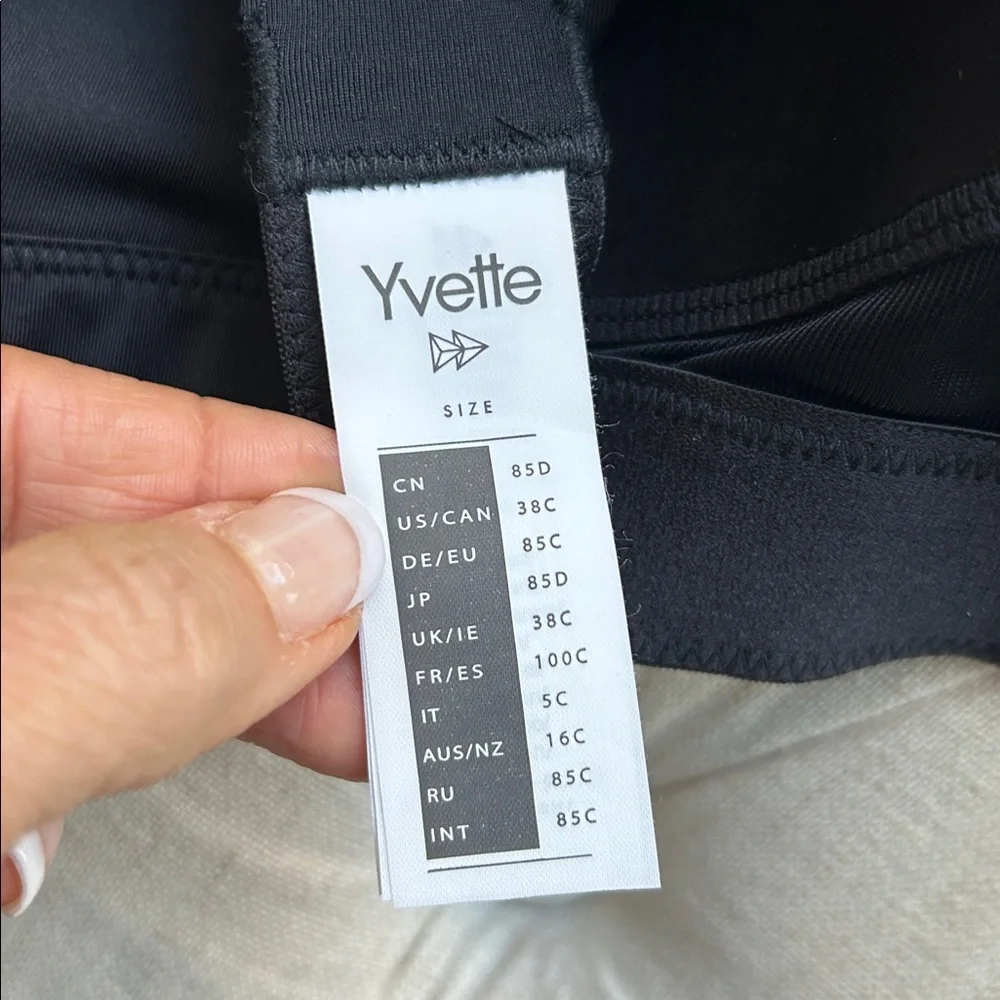 Yvette
SIZE
CN 85D
US/CAN 38C
DE/EU 85C
JP 85D
UK/IE 38C
FR/ES 100C
IT 5C
AUS/NZ 16C
RU 85C
INT 85C